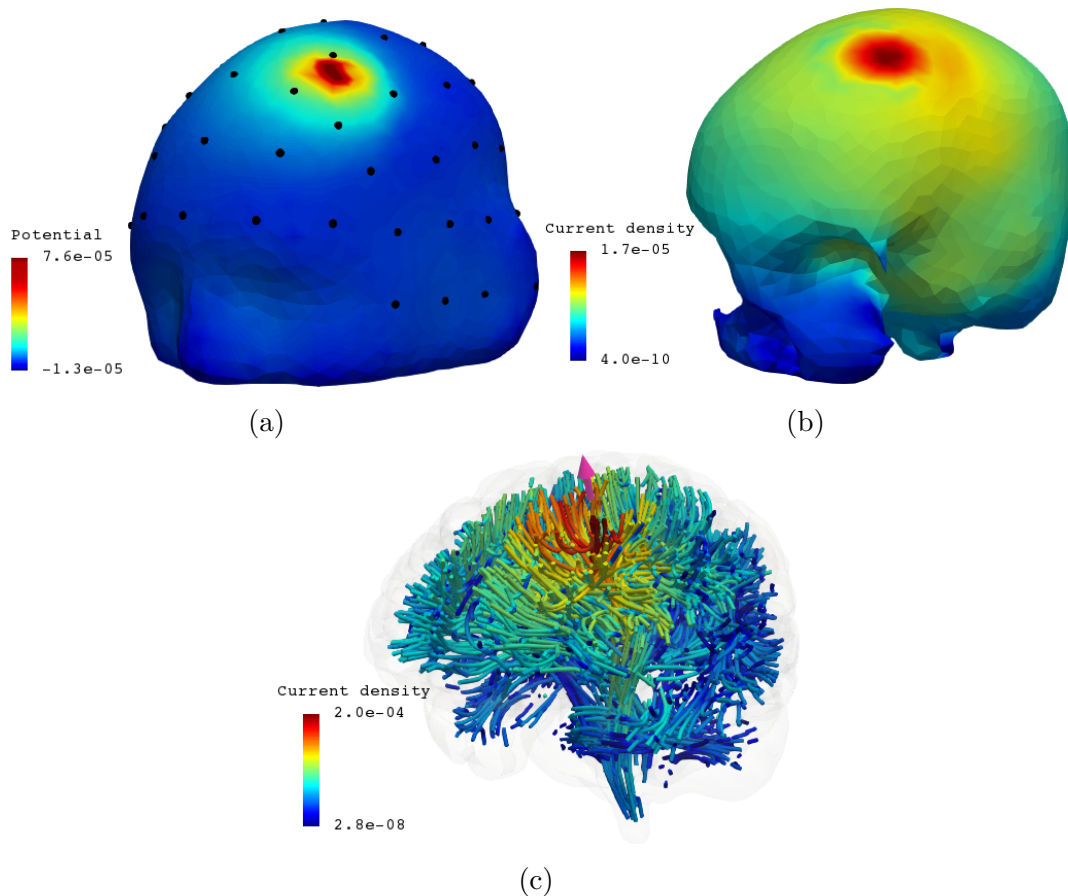 Potential
7.6e-05
-1.3e-05
(a)
Current density
1.7e-05
4.0e-10
(b)
Current density
2.0e-04
2.8e-08
(c)